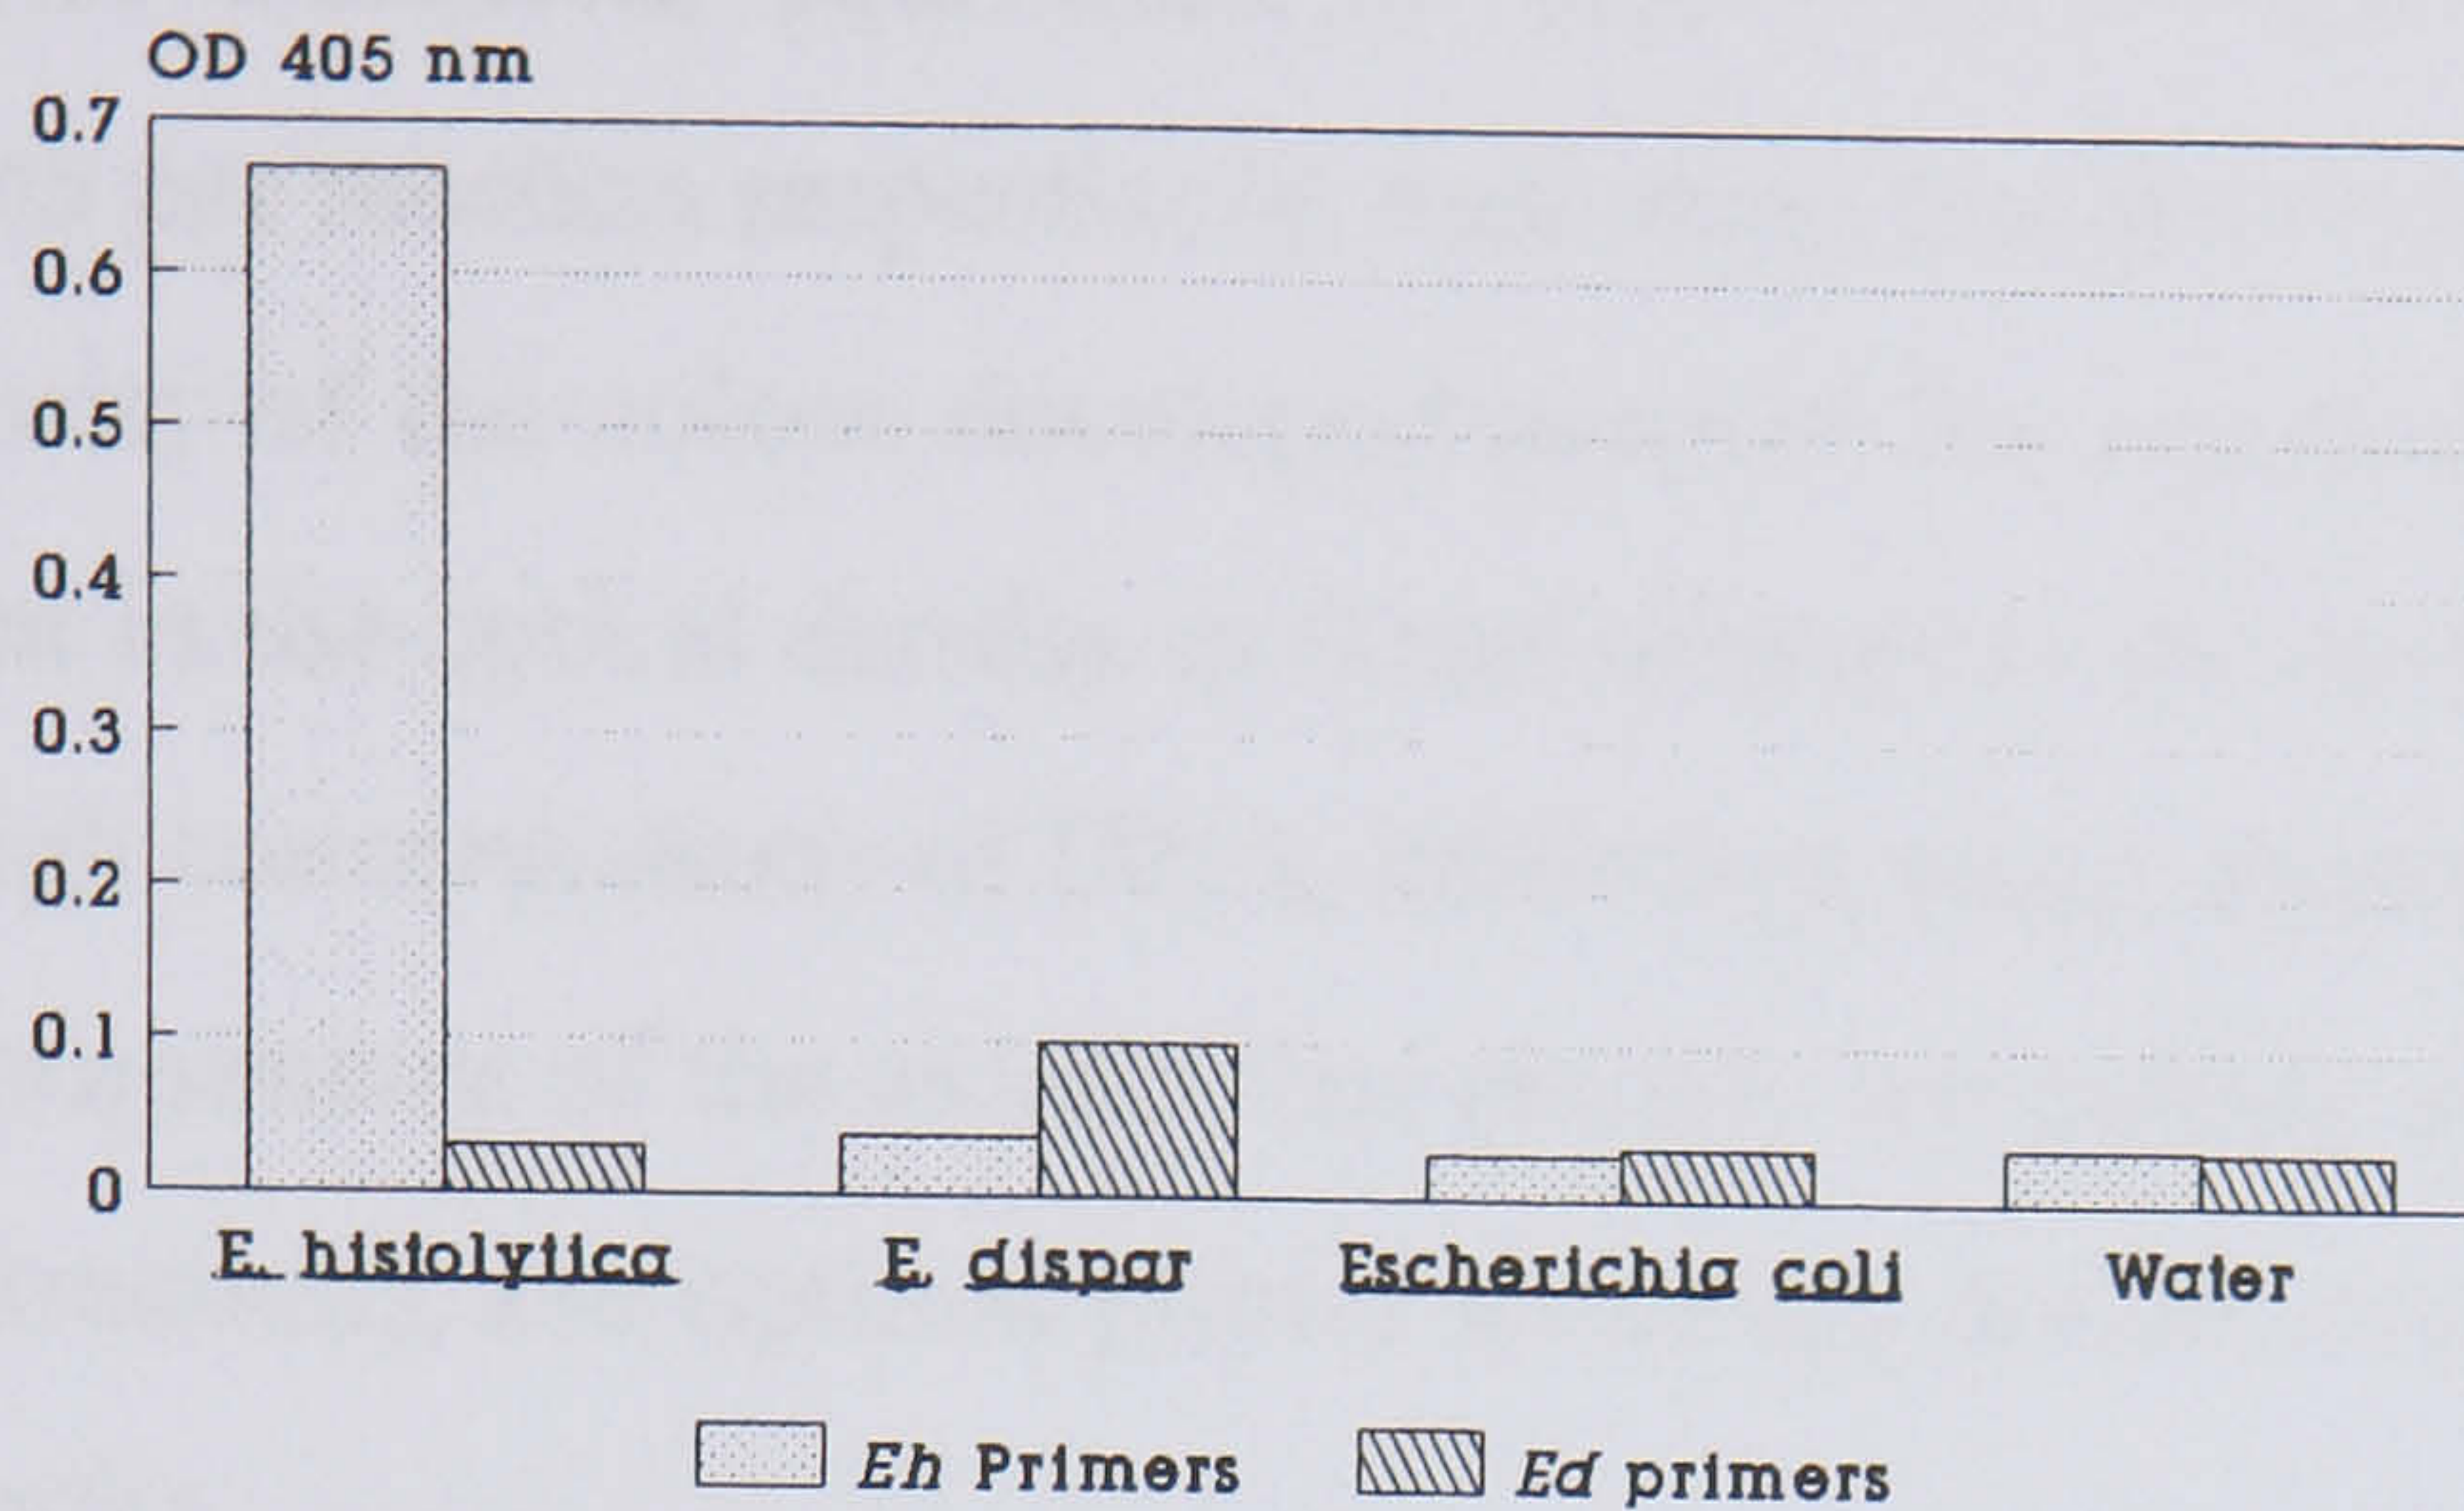 OD 405 nm
0.7
0.6
0.5
0.4
0.3
0.2
0.1
0
E. histolytica E. dispar Escherichia coli Water
Eh Primers Ed primers